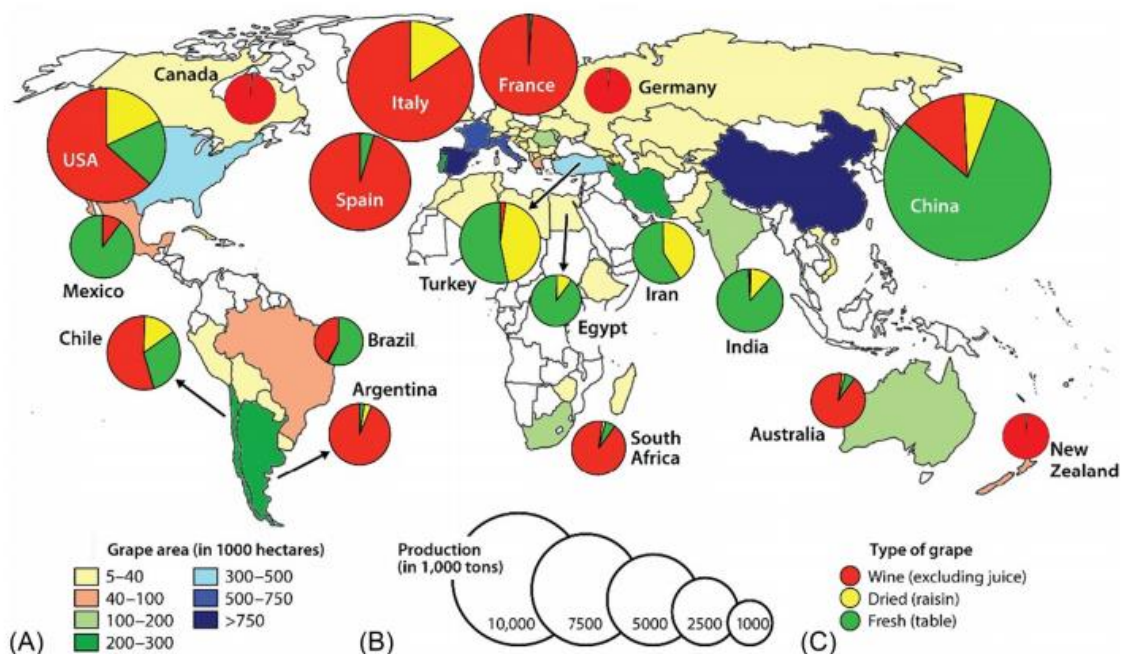 Canada
USA
Italy
France
Germany
Spain
China
Mexico
Turkey
Egypt
Iran
India
Chile
Brazil
Argentina
South
Africa
Australia
New
Zealand
Grape area (in 1000 hectares)
5–40
40–100
100–200
200–300
300–500
500–750
>750
(A)
Production
(in 1,000 tons)
10,000
7500
5000
2500
1000
(B)
Type of grape
Wine (excluding juice)
Dried (raisin)
Fresh (table)
(C)